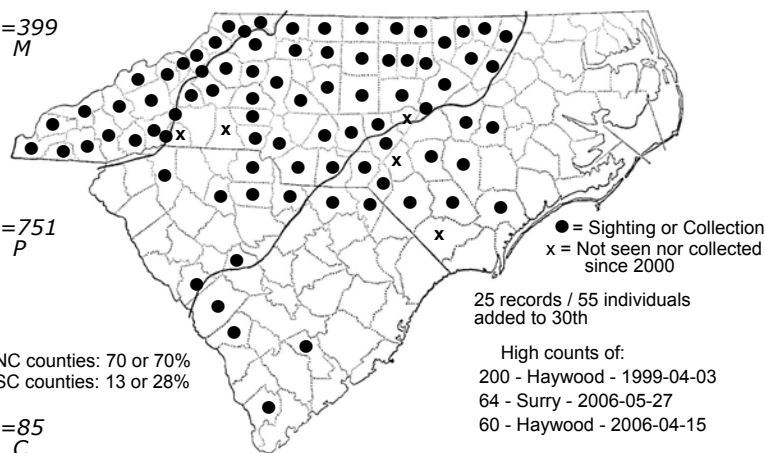 =399
M
=751
P
NC counties: 70 or 70%
SC counties: 13 or 28%
=85
C
x
x
x
x
x
● = Sighting or Collection
x = Not seen nor collected
since 2000
25 records / 55 individuals
added to 30th
High counts of:
200 - Haywood - 1999-04-03
64 - Surry - 2006-05-27
60 - Haywood - 2006-04-15